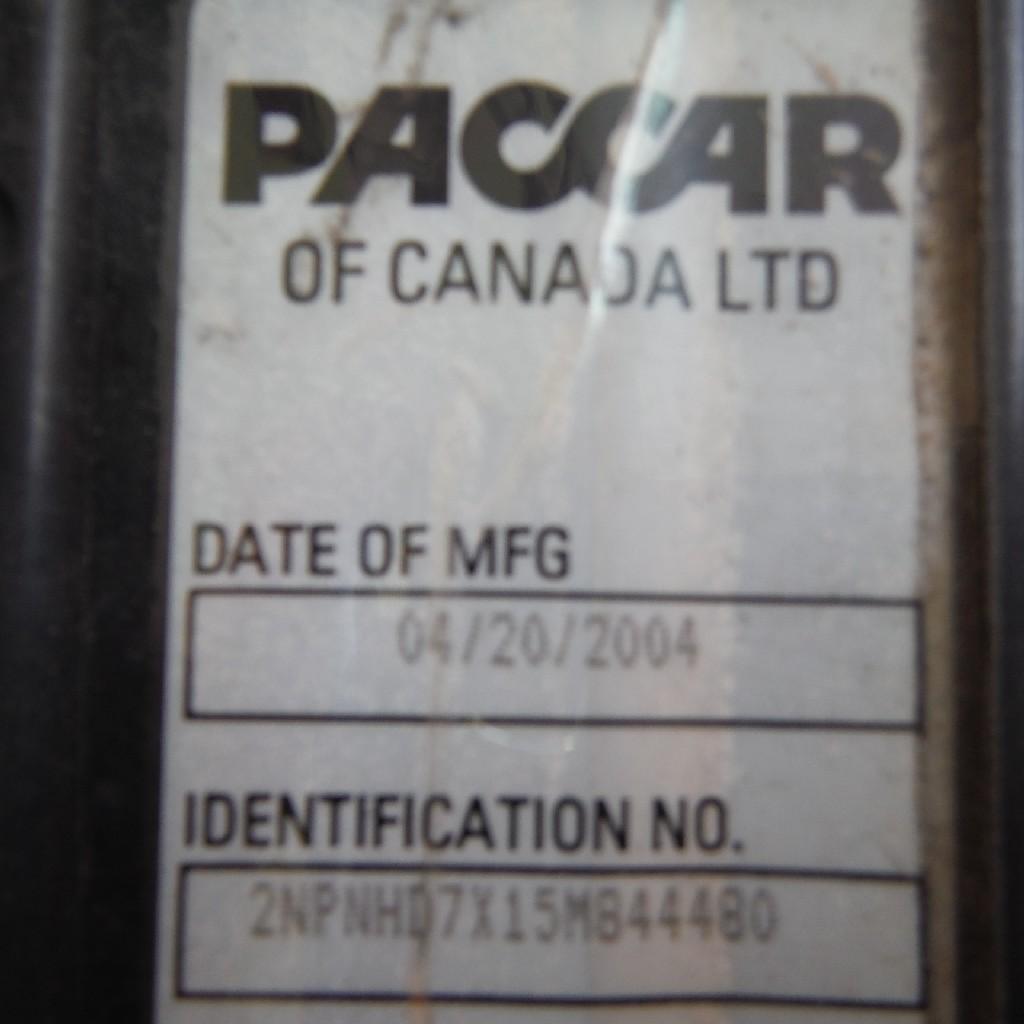 PACCAR
OF CANADA LTD
DATE OF MFG
04/20/2004
IDENTIFICATION NO.
2NPNHD7X15M844480